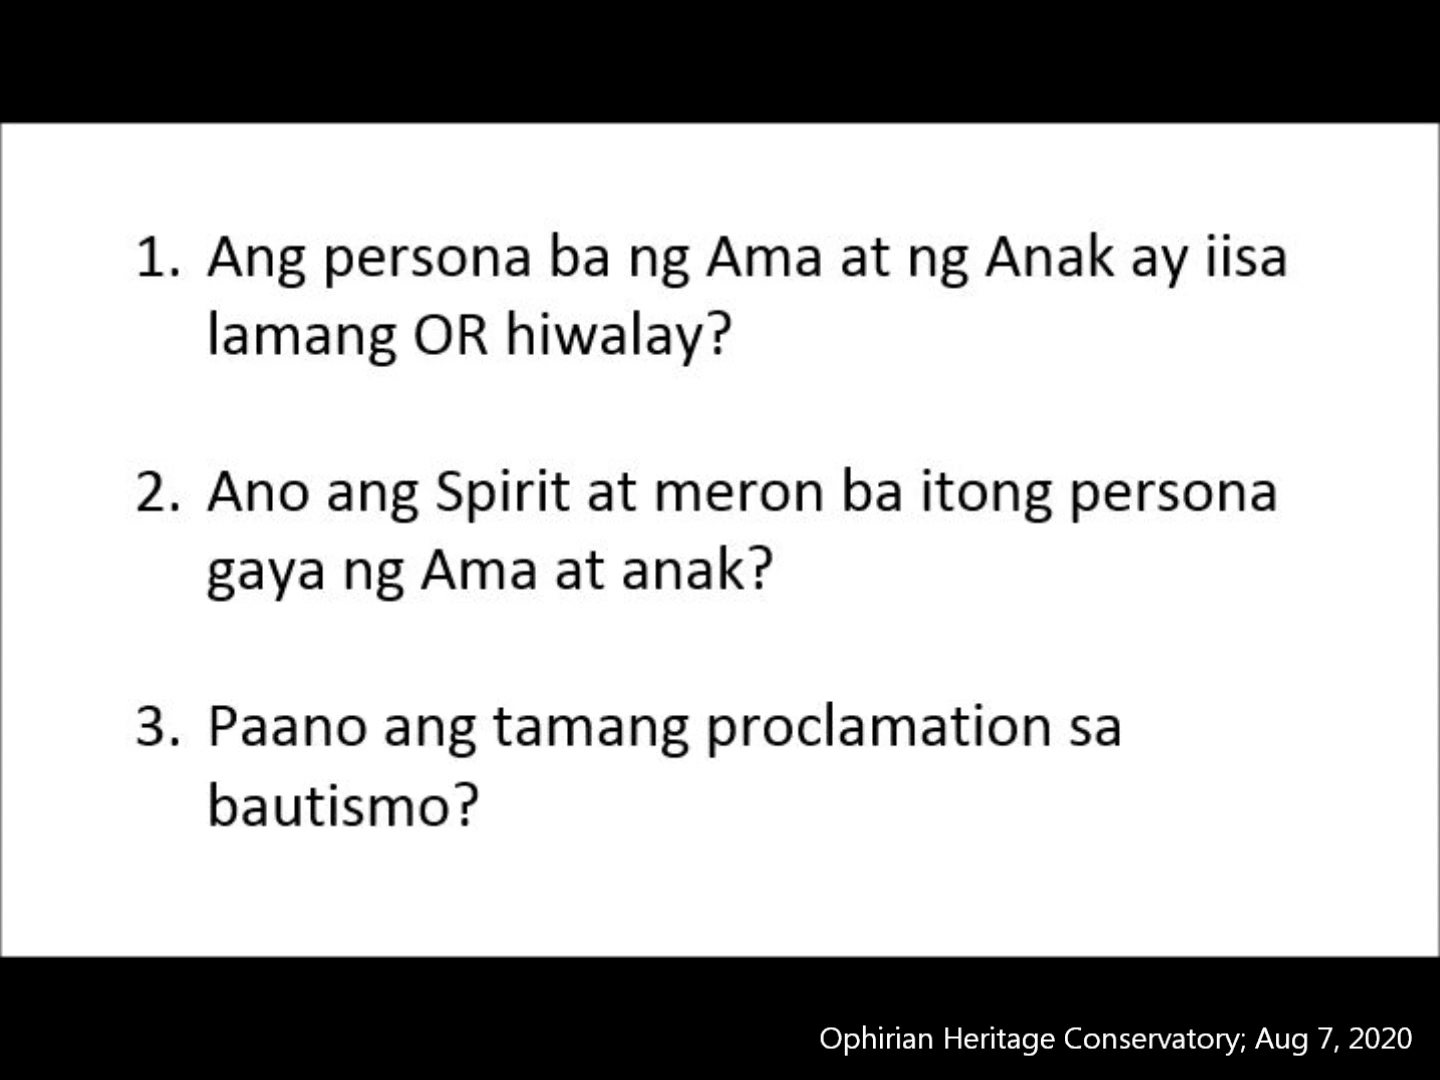 1. Ang persona ba ng Ama at ng Anak ay iisa
lamang OR hiwalay?
2. Ano ang Spirit at meron ba itong persona
gaya ng Ama at anak?
3. Paano ang tamang proclamation sa
bautismo?
Ophirian Heritage Conservatory; Aug 7, 2020